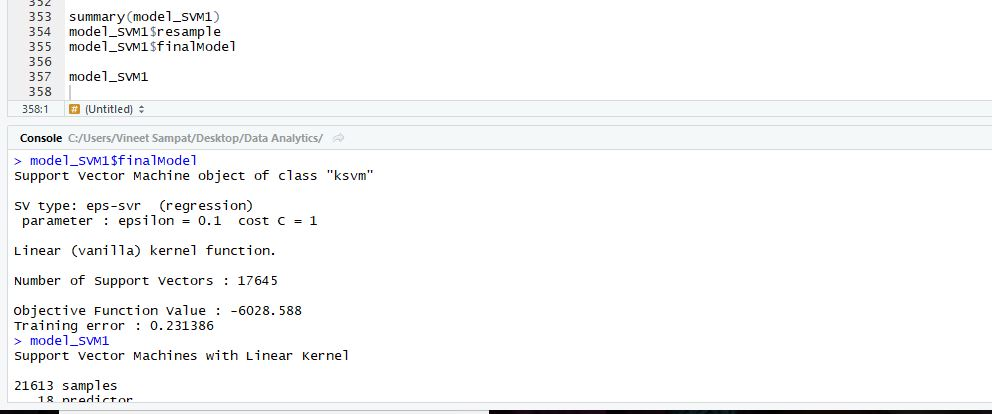 352
353 summary(model_SVM1)
354 model_SVM1$resample
355 model_SVM1$finalModel
356
357 model_SVM1
358
358:1 # (Untitled)
Console C:/Users/Vineet Sampat/Desktop/Data Analytics/
> model_SVM1$finalModel
Support Vector Machine object of class "ksvm"
SV type: eps-svr (regression)
parameter : epsilon = 0.1 cost C = 1
Linear (vanilla) kernel function.
Number of Support Vectors : 17645
Objective Function Value : -6028.588
Training error : 0.231386
> model_SVM1
Support Vector Machines with Linear Kernel
21613 samples
18 predictor